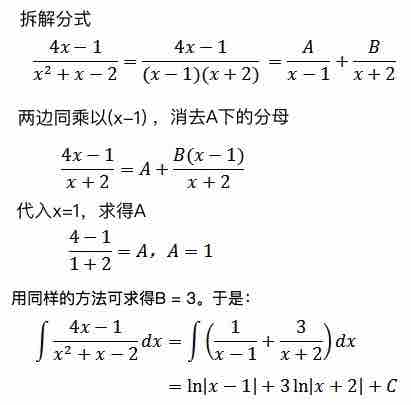 拆解分式
\frac{4x-1}{x^2+x-2} = \frac{4x-1}{(x-1)(x+2)} = \frac{A}{x-1} + \frac{B}{x+2}
两边同乘以(x−1)，消去A下的分母
\frac{4x-1}{x+2} = A + \frac{B(x-1)}{x+2}
代入x=1，求得A
\frac{4-1}{1+2} = A，A = 1
用同样的方法可求得B = 3。于是：
\int \frac{4x-1}{x^2+x-2} dx = \int \left( \frac{1}{x-1} + \frac{3}{x+2} \right) dx
= \ln|x-1| + 3\ln|x+2| + C